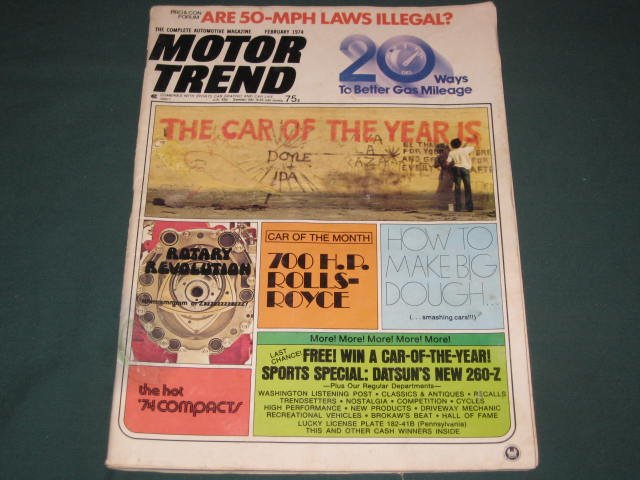 PRO & CON
FORUM
ARE 50-MPH LAWS ILLEGAL?
THE COMPLETE AUTOMOTIVE MAGAZINE FEBRUARY 1974
MOTOR
TREND
75¢
20 Ways
To Better Gas Mileage
THE CAR OF THE YEAR IS
DOYLE
IDA
ROTARY
REVOLUTION
CAR OF THE MONTH
700 H.P.
ROLLS-
ROYCE
HOW TO
MAKE BIG
DOUGH...
(...smashing cars!!!)
the hot
'74 compacts
More! More! More! More! More!
LAST
CHANCE!
FREE! WIN A CAR-OF-THE-YEAR!
SPORTS SPECIAL: DATSUN'S NEW 260-Z
—Plus Our Regular Departments—
WASHINGTON LISTENING POST • CLASSICS & ANTIQUES • RECALLS
TRENDSETTERS • NOSTALGIA • COMPETITION • CYCLES
HIGH PERFORMANCE • NEW PRODUCTS • DRIVEWAY MECHANIC
RECREATIONAL VEHICLES • BROKAW'S BEAT • HALL OF FAME
LUCKY LICENSE PLATE 182-41B (Pennsylvania)
THIS AND OTHER CASH WINNERS INSIDE